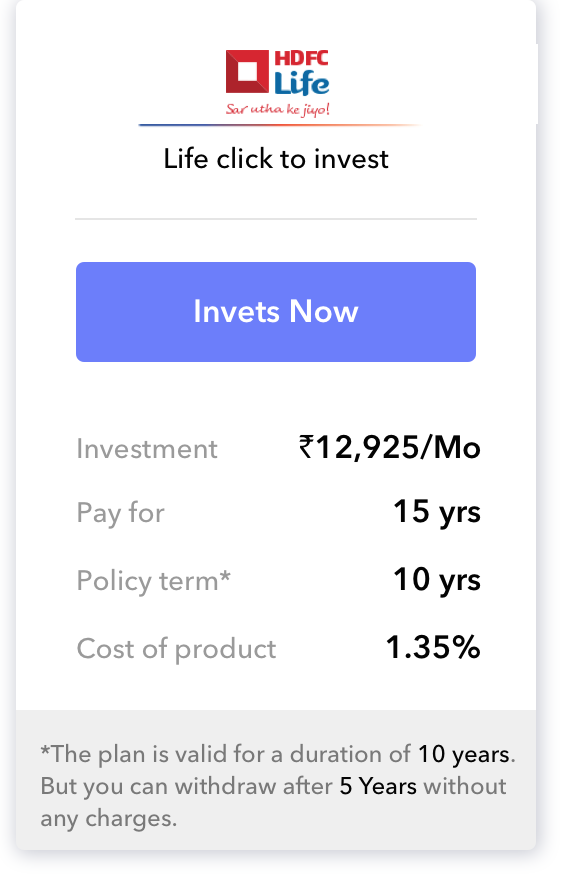 HDFC
Life
Sar utha ke jiyo!
Life click to invest
Invets Now
Investment ₹12,925/Mo
Pay for 15 yrs
Policy term* 10 yrs
Cost of product 1.35%
*The plan is valid for a duration of 10 years.
But you can withdraw after 5 Years without
any charges.